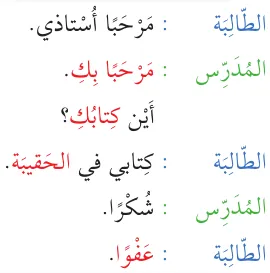 الطّالِبَة : مَرْحَبًا أُسْتاذي.
المُدَرِّس : مَرْحَبًا بِكِ.
أَيْن كِتابُكِ؟
الطّالِبَة : كِتابي في الحَقيبَة.
المُدَرِّس : شُكْرًا.
الطّالِبَة : عَفْوًا.